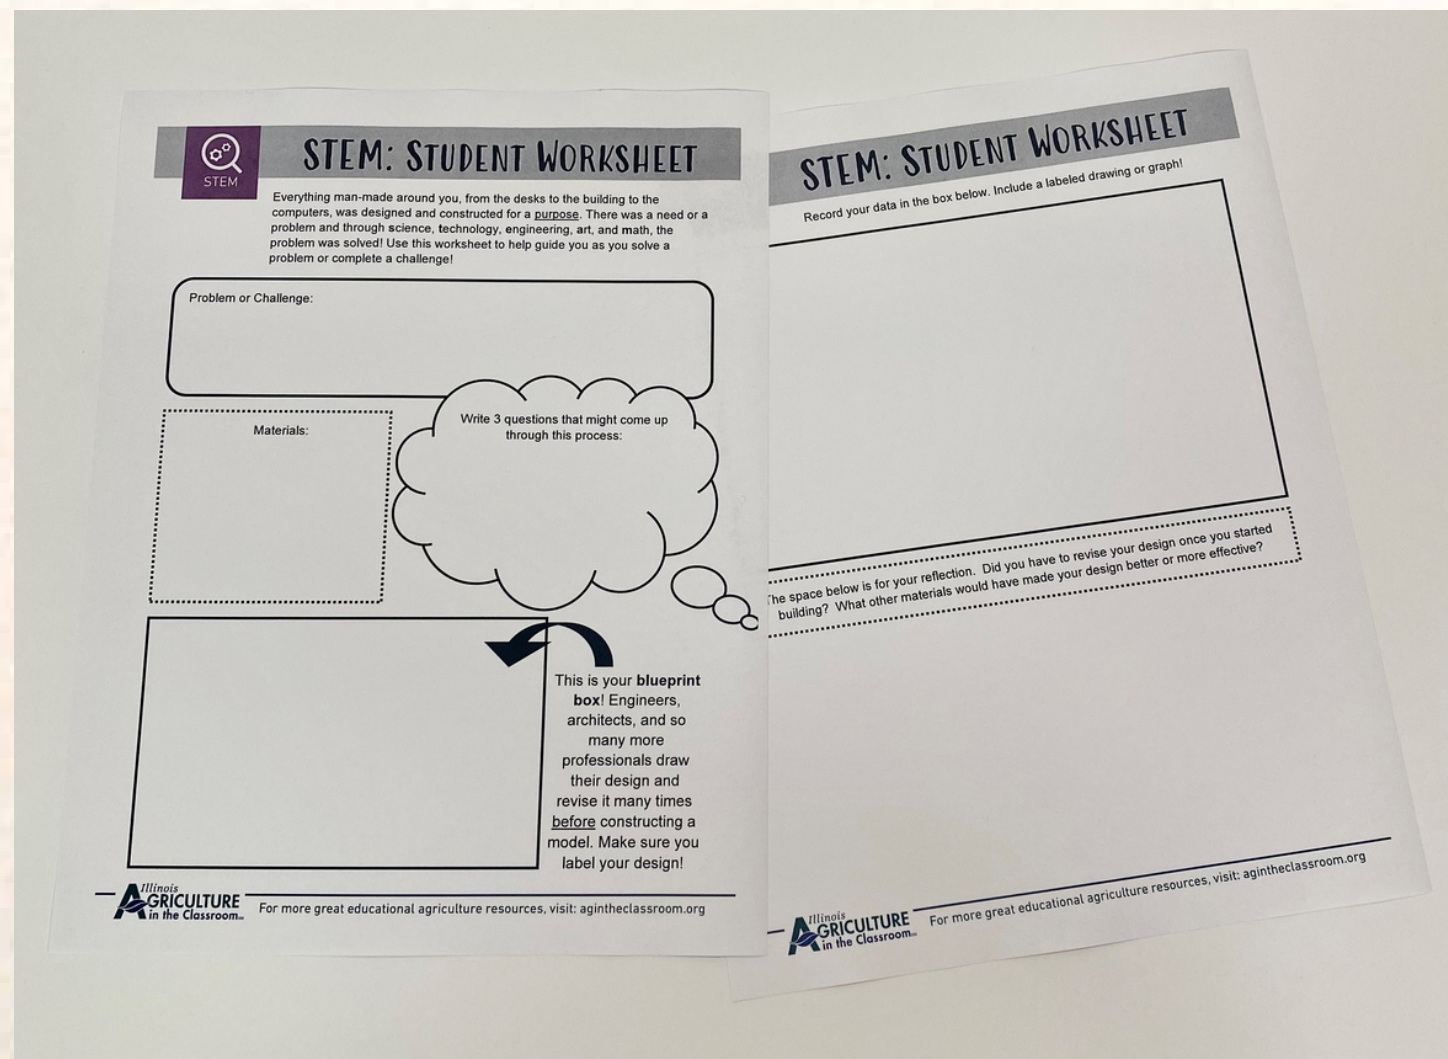 STEM
STEM: STUDENT WORKSHEET
Everything man-made around you, from the desks to the building to the
computers, was designed and constructed for a purpose. There was a need or a
problem and through science, technology, engineering, art, and math, the
problem was solved! Use this worksheet to help guide you as you solve a
problem or complete a challenge!
Problem or Challenge:
Materials:
Write 3 questions that might come up
through this process:
This is your blueprint
box! Engineers,
architects, and so
many more
professionals draw
their design and
revise it many times
before constructing a
model. Make sure you
label your design!
Illinois
AGRICULTURE
in the Classroom
For more great educational agriculture resources, visit: agintheclassroom.org
STEM: STUDENT WORKSHEET
Record your data in the box below. Include a labeled drawing or graph!
The space below is for your reflection. Did you have to revise your design once you started
building? What other materials would have made your design better or more effective?
Illinois
AGRICULTURE
in the Classroom
For more great educational agriculture resources, visit: agintheclassroom.org